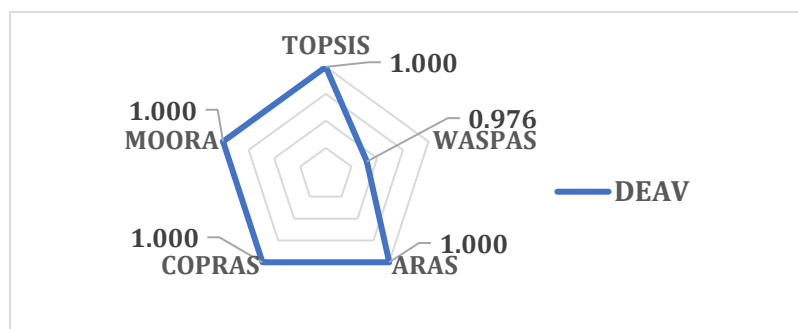 TOPSIS
1.000
1.000
0.976
MOORA
WASPAS
DEAV
1.000
1.000
COPRAS
ARAS